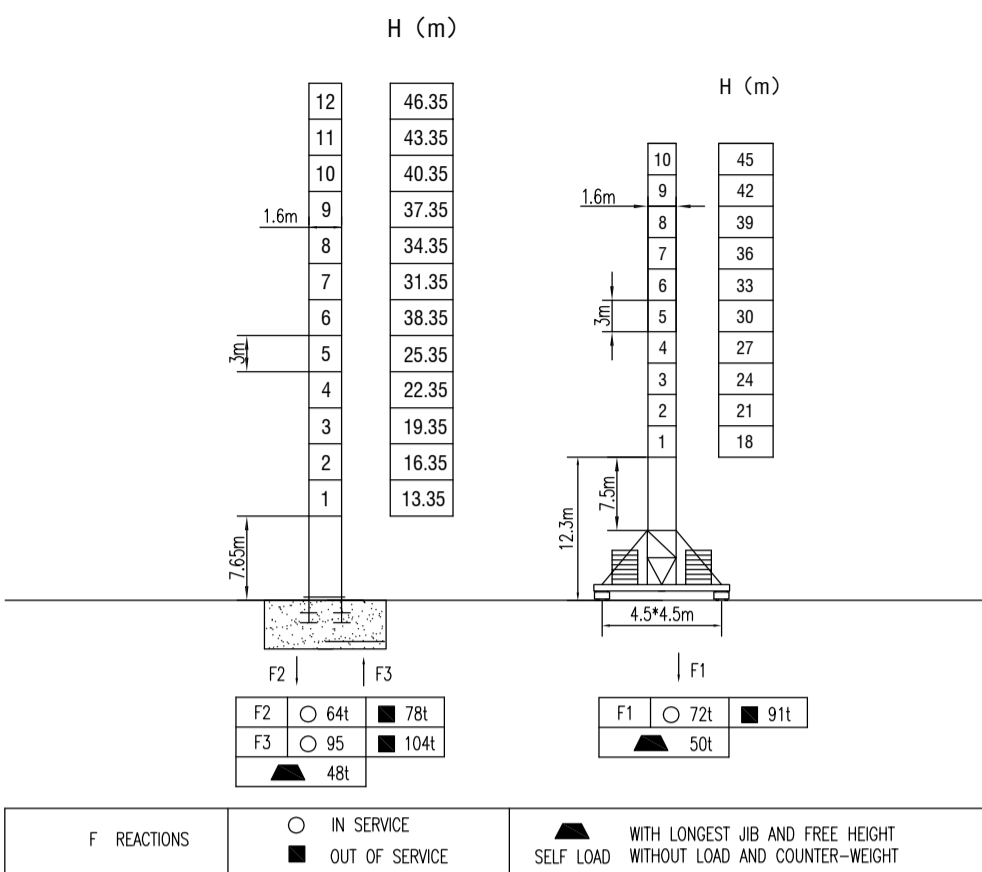 H (m)
H (m)
12 46.35
11 43.35
10 40.35
9 37.35
8 34.35
7 31.35
6 38.35
5 25.35
4 22.35
3 19.35
2 16.35
1 13.35
1.6m
3m
7.65m
10 45
9 42
8 39
7 36
6 33
5 30
4 27
3 24
2 21
1 18
1.6m
3m
7.5m
12.3m
4.5*4.5m
F2 F3
F1
F2 64t 78t
F3 95 104t
48t
F1 72t 91t
50t
F REACTIONS
IN SERVICE
OUT OF SERVICE
SELF LOAD
WITH LONGEST JIB AND FREE HEIGHT
WITHOUT LOAD AND COUNTER-WEIGHT